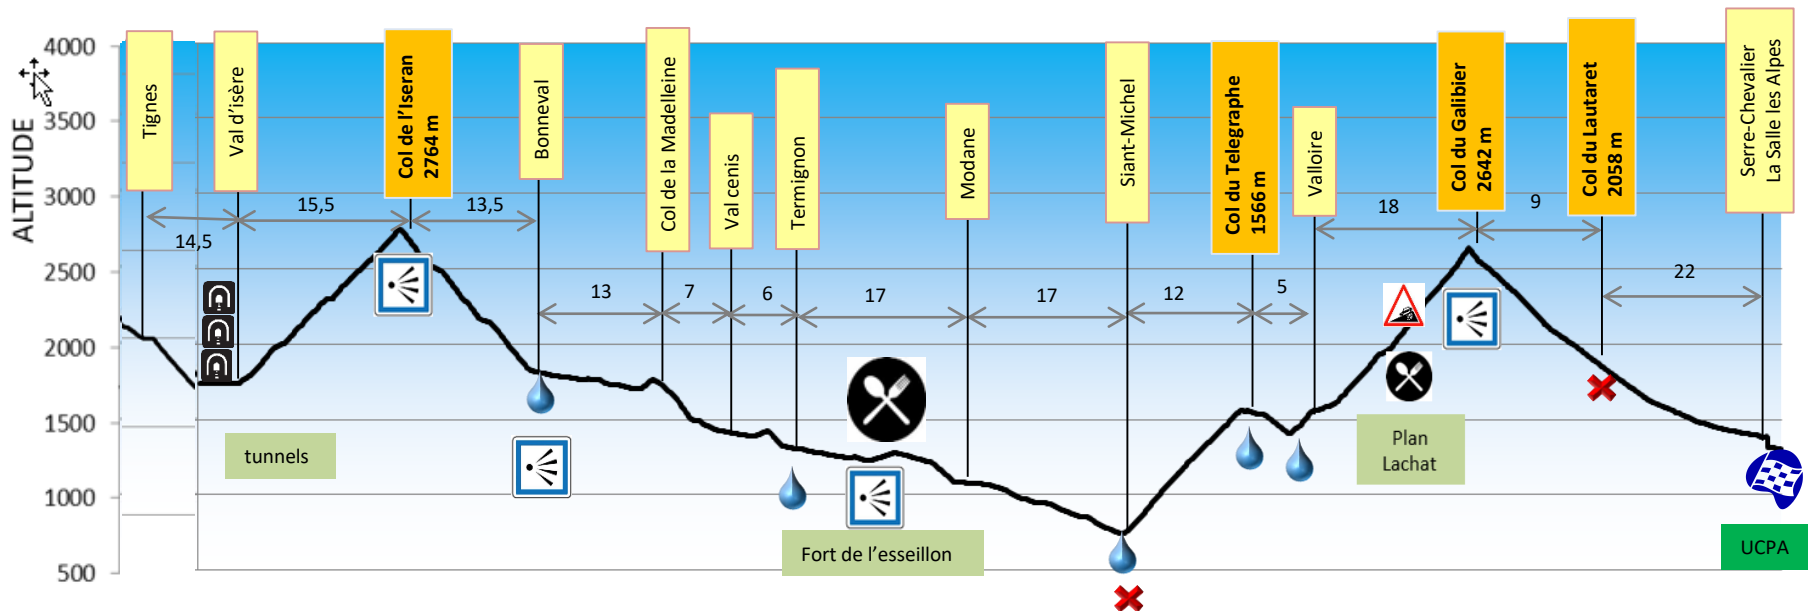 ALTITUDE
4000
3500
3000
2500
2000
1500
1000
500
Tignes
Val d'isère
Col de l'Iseran
2764 m
Bonneval
Col de la Madelleine
Val cenis
Termignon
Modane
Siant-Michel
Col du Telegraphe
1566 m
Valloire
Col du Galibier
2642 m
Col du Lautaret
2058 m
Serre-Chevalier
La Salle les Alpes
14,5
15,5
13,5
13
7
6
17
17
12
5
18
9
22
tunnels
Fort de l'esseillon
Plan
Lachat
UCPA